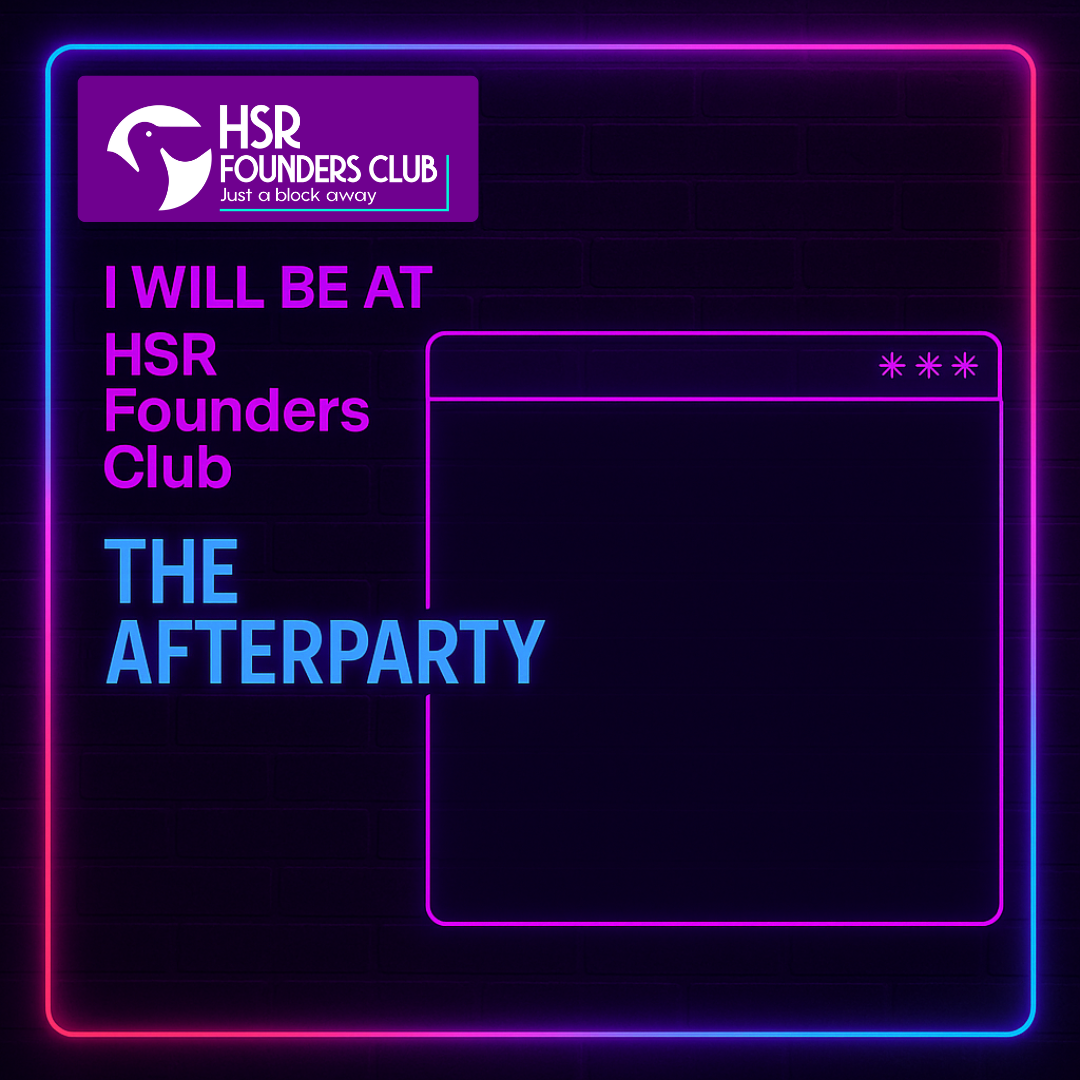 HSR
FOUNDERS CLUB
Just a block away
I WILL BE AT
HSR
Founders
Club
THE
AFTERPARTY